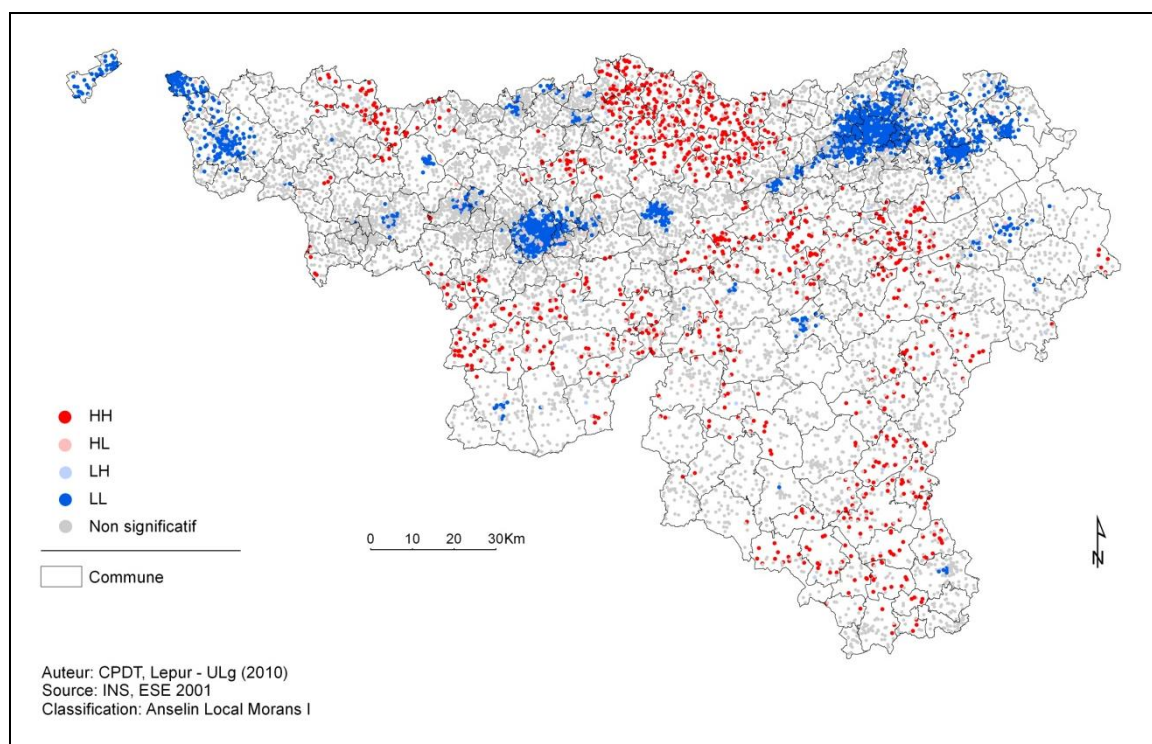 HH
HL
LH
LL
Non significatif
Commune
0 10 20 30Km
N
Auteur: CPDT, Lepur - ULg (2010)
Source: INS, ESE 2001
Classification: Anselin Local Morans I